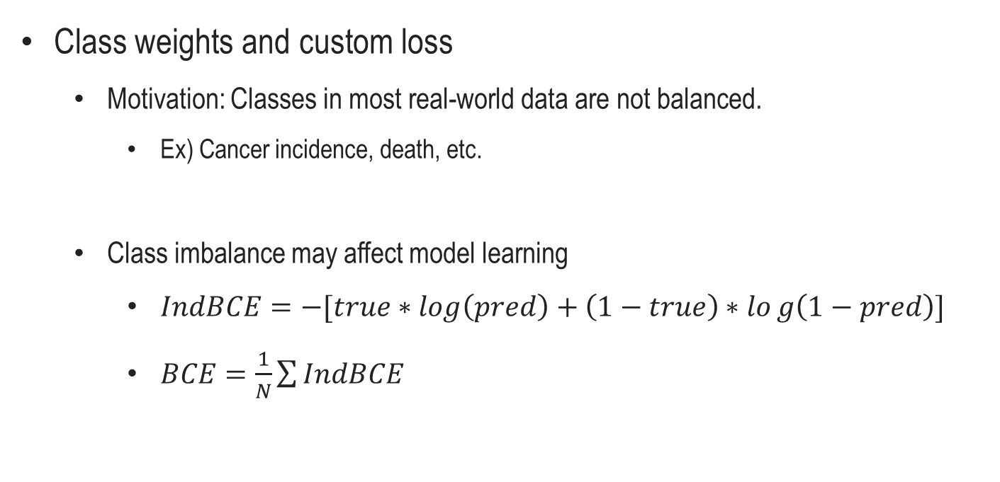 • Class weights and custom loss
• Motivation: Classes in most real-world data are not balanced.
• Ex) Cancer incidence, death, etc.
• Class imbalance may affect model learning
• IndBCE = −[true ∗ log(pred) + (1 − true) ∗ lo g(1 − pred)]
• BCE = 1/N ∑ IndBCE